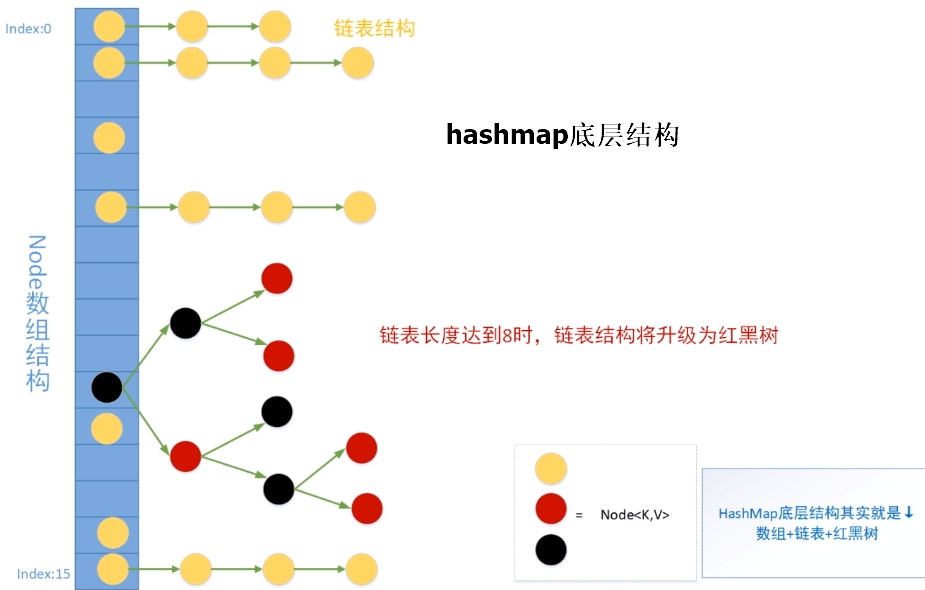 Index:0
链表结构
hashmap底层结构
Node数组结构
链表长度达到8时，链表结构将升级为红黑树
= Node<K,V>
HashMap底层结构其实就是↓
数组+链表+红黑树
Index:15